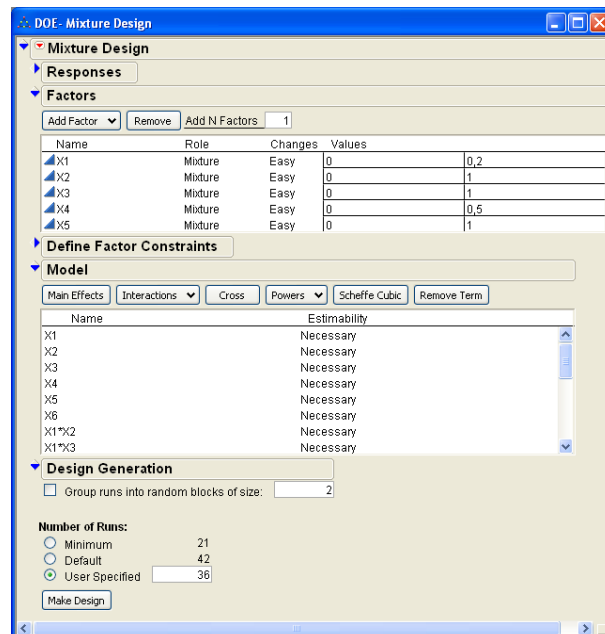 DOE- Mixture Design
Mixture Design
Responses
Factors
Add Factor Remove Add N Factors 1
Name Role Changes Values
X1 Mixture Easy 0 0,2
X2 Mixture Easy 0 1
X3 Mixture Easy 0 1
X4 Mixture Easy 0 0,5
X5 Mixture Easy 0 1
Define Factor Constraints
Model
Main Effects Interactions Cross Powers Scheffe Cubic Remove Term
Name Estimability
X1 Necessary
X2 Necessary
X3 Necessary
X4 Necessary
X5 Necessary
X6 Necessary
X1*X2 Necessary
X1*X3 Necessary
Design Generation
Group runs into random blocks of size: 2
Number of Runs:
Minimum 21
Default 42
User Specified 36
Make Design